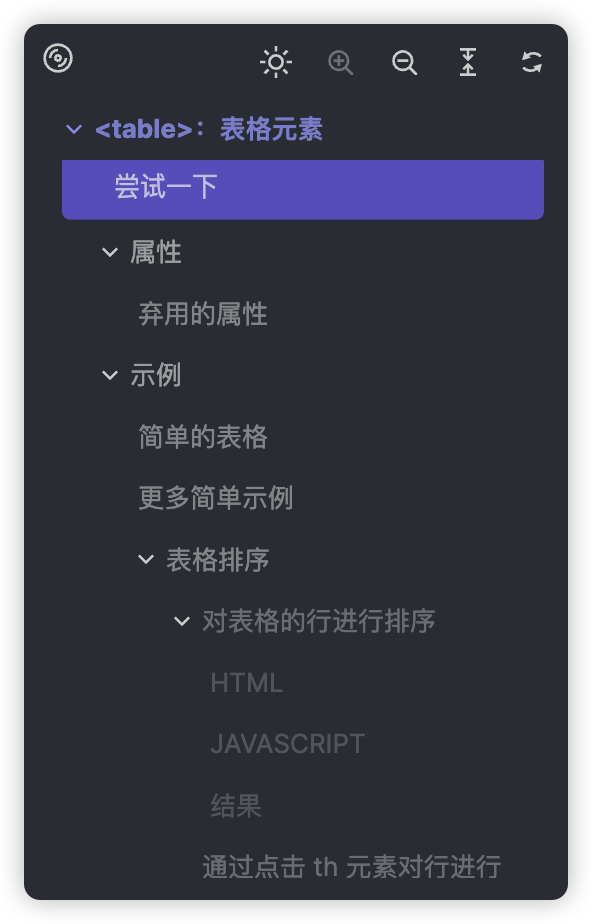 <table>：表格元素
尝试一下
属性
弃用的属性
示例
简单的表格
更多简单示例
表格排序
对表格的行进行排序
HTML
JAVASCRIPT
结果
通过点击 th 元素对行进行